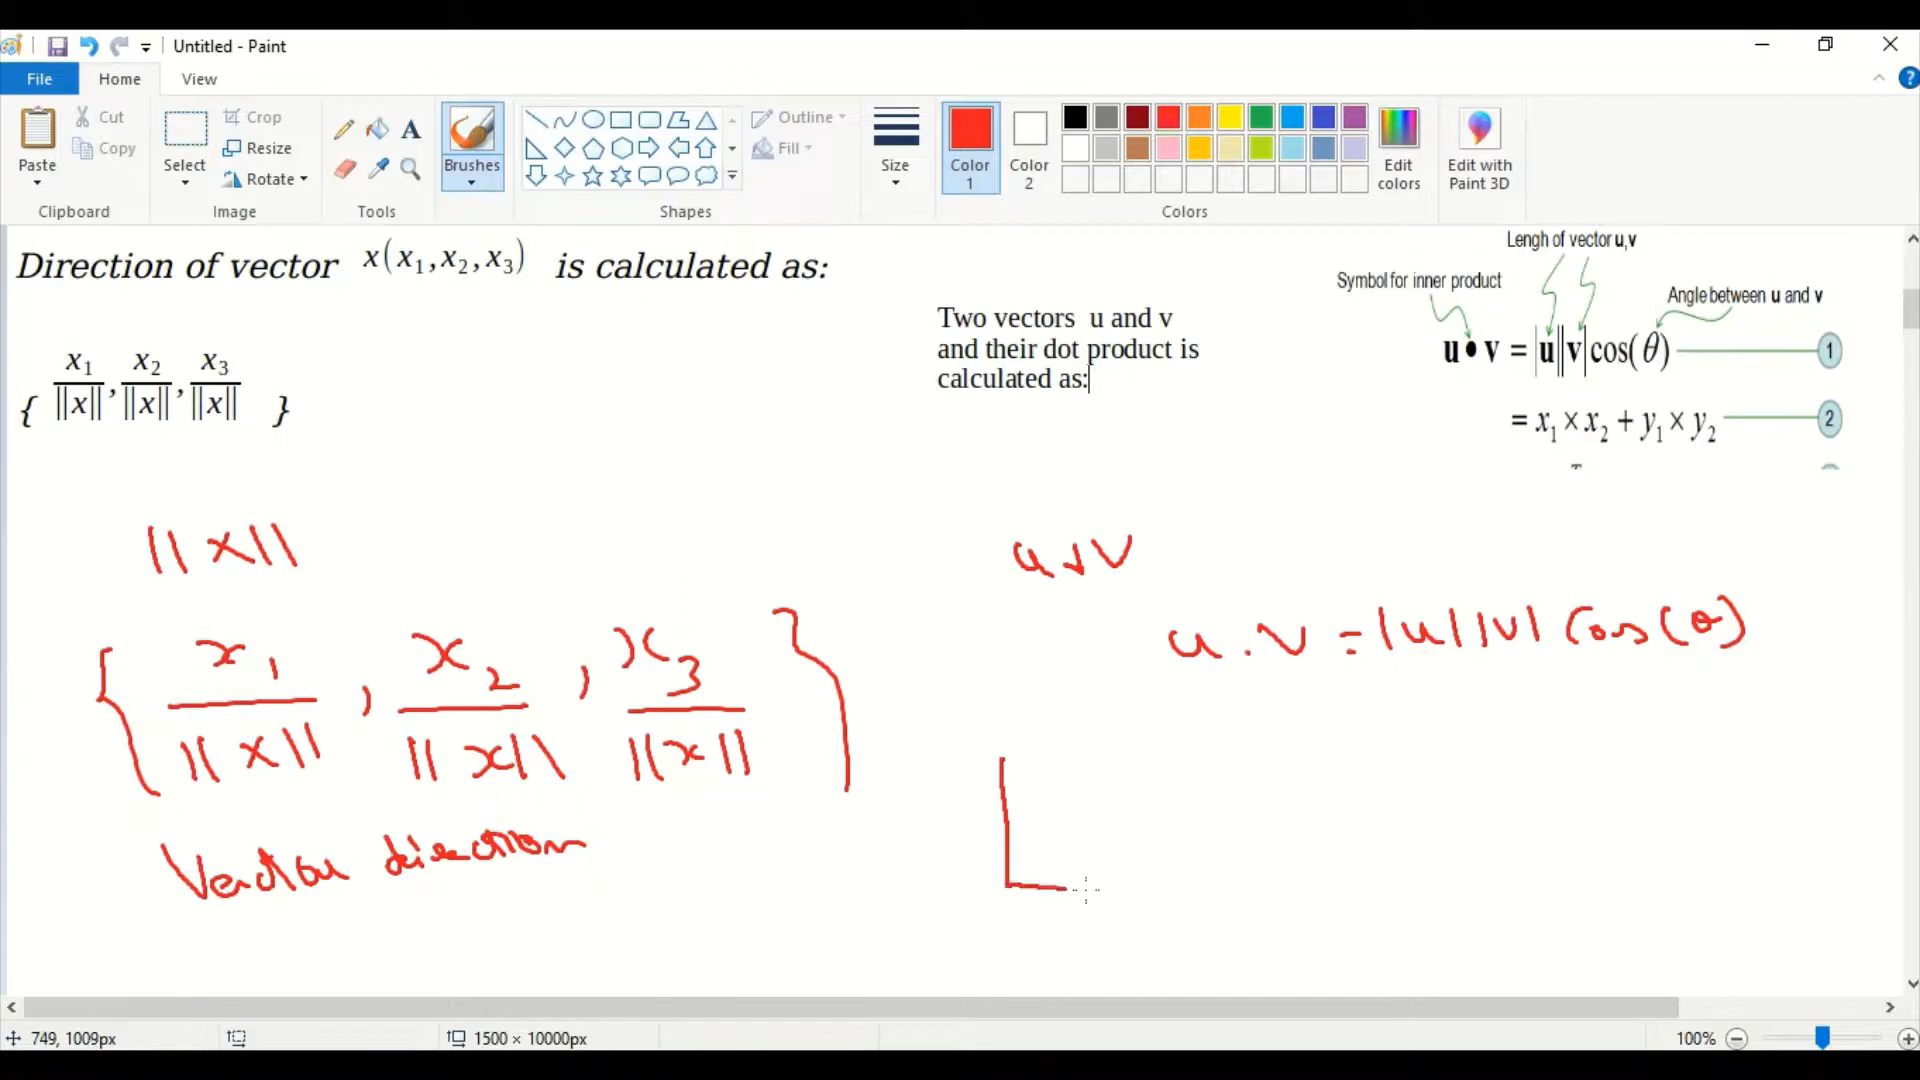 Untitled - Paint
File Home View
Paste Cut Copy Clipboard
Select Crop Resize Rotate Image
A Tools
Brushes
Outline Fill Shapes
Size
Color 1 Color 2 Edit colors Colors
Edit with Paint 3D
?
Direction of vector x(x₁,x₂,x₃) is calculated as:
{ x₁/||x||, x₂/||x||, x₃/||x|| }
Two vectors u and v
and their dot product is
calculated as:
Lengh of vector u,v
Symbol for inner product
Angle between u and v
u • v = |u||v|cos(θ) 1
= x₁ × x₂ + y₁ × y₂ 2
||x||
{ x₁/||x||, x₂/||x||, x₃/||x|| }
Vector direction
u . v = |u||v| Cos(θ)
749, 1009px
1500 × 10000px
100%